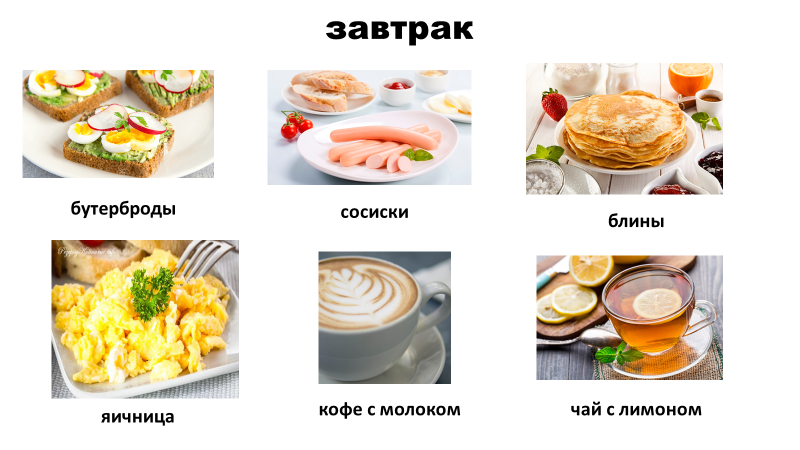 завтрак
бутерброды
сосиски
блины
яичница
кофе с молоком
чай с лимоном